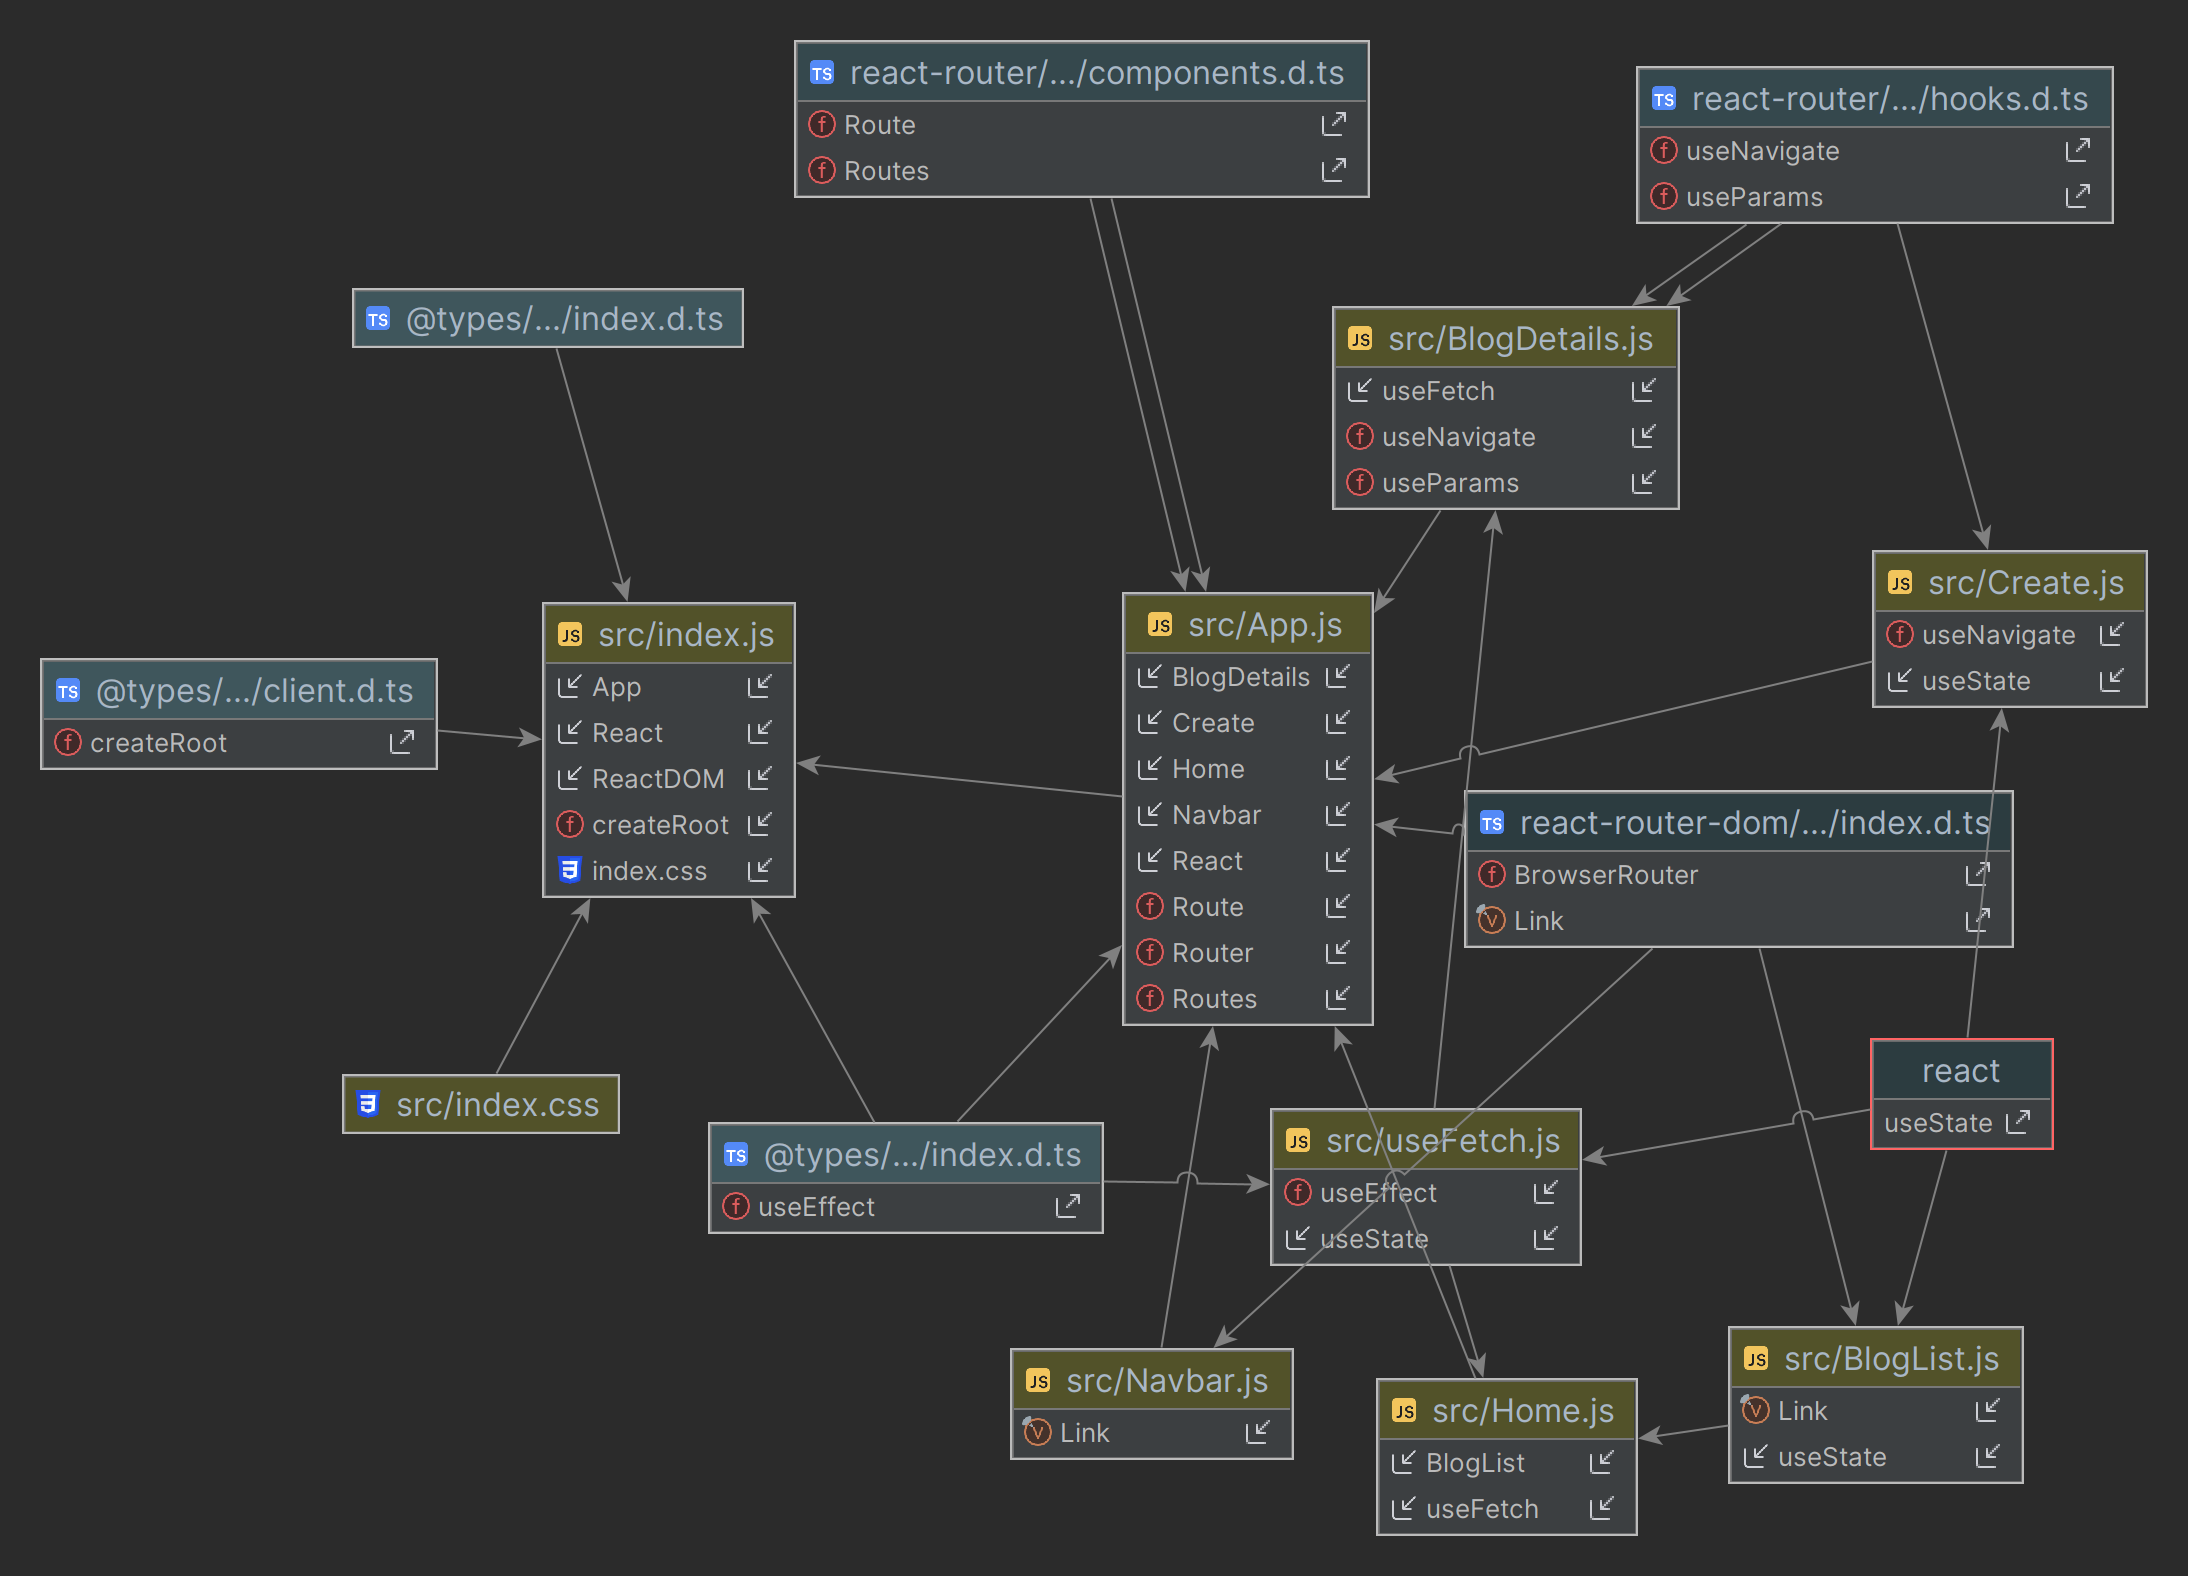 TS react-router/.../components.d.ts
f Route
f Routes
TS react-router/.../hooks.d.ts
f useNavigate
f useParams
TS @types/.../index.d.ts
JS src/BlogDetails.js
useFetch
f useNavigate
f useParams
JS src/Create.js
f useNavigate
useState
JS src/index.js
App
React
ReactDOM
f createRoot
3 index.css
JS src/App.js
BlogDetails
Create
Home
Navbar
React
f Route
f Router
f Routes
TS @types/.../client.d.ts
f createRoot
TS react-router-dom/.../index.d.ts
f BrowserRouter
v Link
react
useState
3 src/index.css
TS @types/.../index.d.ts
f useEffect
JS src/useFetch.js
f useEffect
useState
JS src/Navbar.js
v Link
JS src/Home.js
BlogList
useFetch
JS src/BlogList.js
v Link
useState